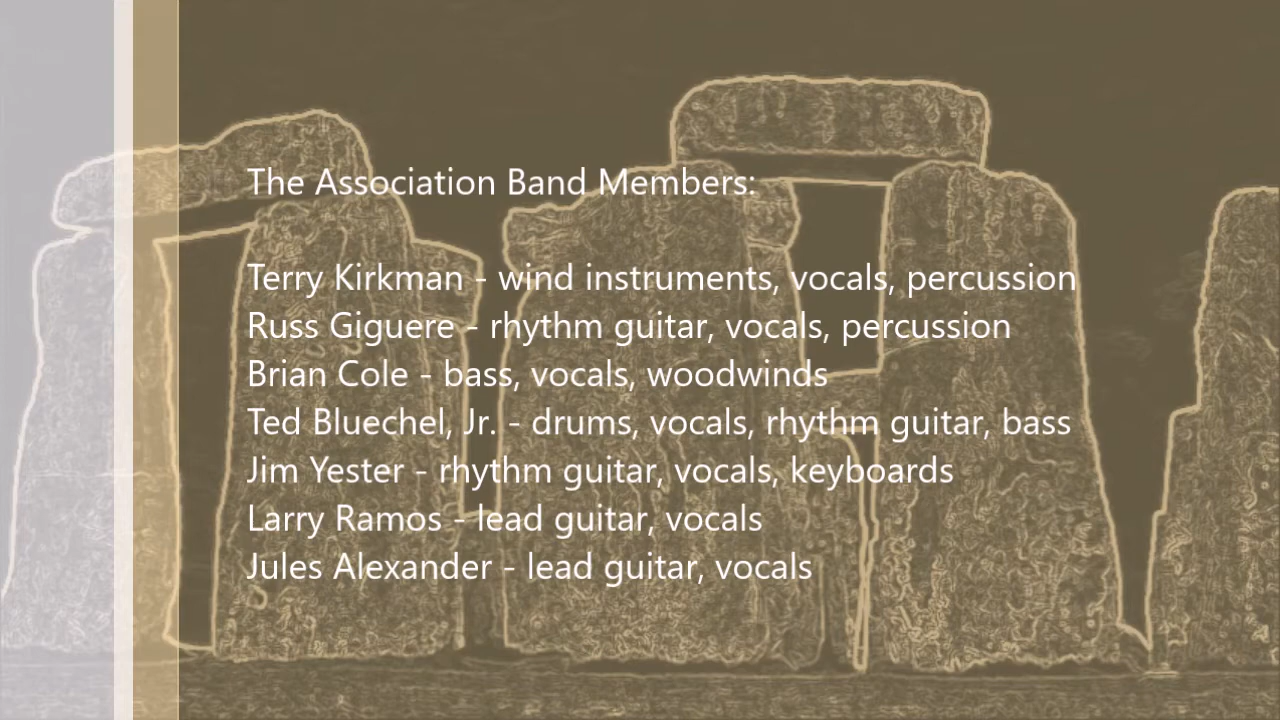 The Association Band Members:
Terry Kirkman - wind instruments, vocals, percussion
Russ Giguere - rhythm guitar, vocals, percussion
Brian Cole - bass, vocals, woodwinds
Ted Bluechel, Jr. - drums, vocals, rhythm guitar, bass
Jim Yester - rhythm guitar, vocals, keyboards
Larry Ramos - lead guitar, vocals
Jules Alexander - lead guitar, vocals